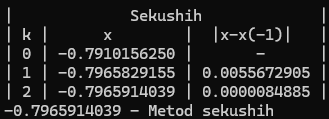 |              Sekushih              |
| k |       x       |   |x-x(-1)|   |
| 0 | -0.7910156250 |       -        |
| 1 | -0.7965829155 | 0.0055672905 |
| 2 | -0.7965914039 | 0.0000084885 |
-0.7965914039 - Metod sekushih